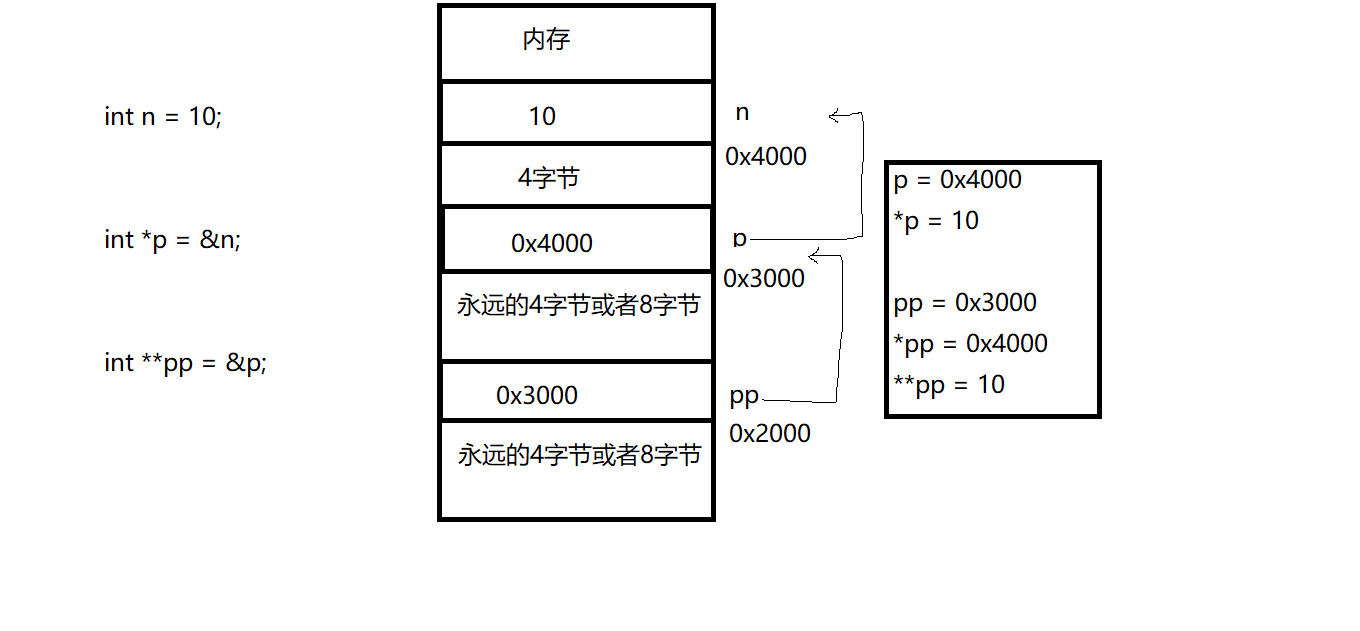 内存
int n = 10;
10
n
0x4000
4字节
int *p = &n;
0x4000
p
0x3000
永远的4字节或者8字节
int **pp = &p;
0x3000
pp
0x2000
永远的4字节或者8字节
p = 0x4000
*p = 10
pp = 0x3000
*pp = 0x4000
**pp = 10